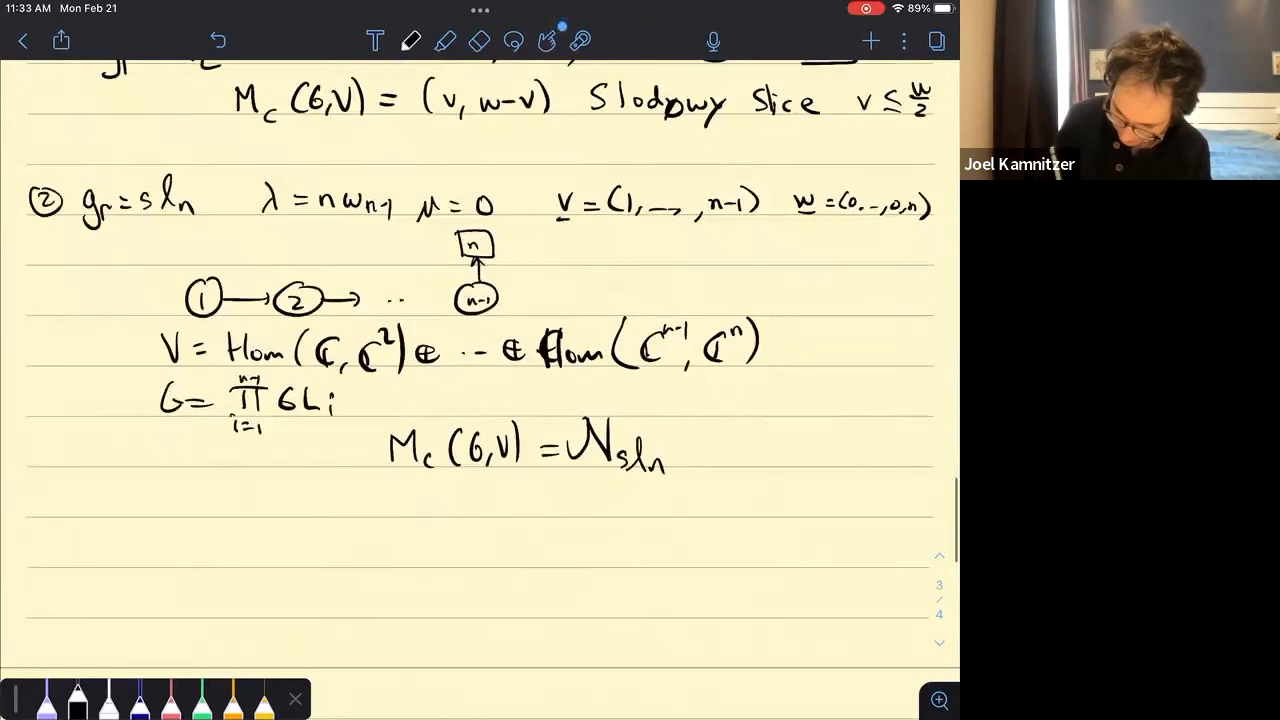 11:33 AM Mon Feb 21
89%
M_c (G,V) = (v, w-v) Slodowy Slice v ≤ w/2
② g_Γ = sl_n λ = nω_{n-1} μ = 0 v = (1, ..., n-1) w = (0, .., 0, n)
n
1 → 2 → .. n-1
V = Hom(ℂ, ℂ²) ⊕ ... ⊕ Hom(ℂ^{n-1}, ℂ^n)
G = ∏_{i=1}^{n-1} GL_i
M_c (G,V) = 𝒩_{sl_n}
3
/
4
Joel Kamnitzer